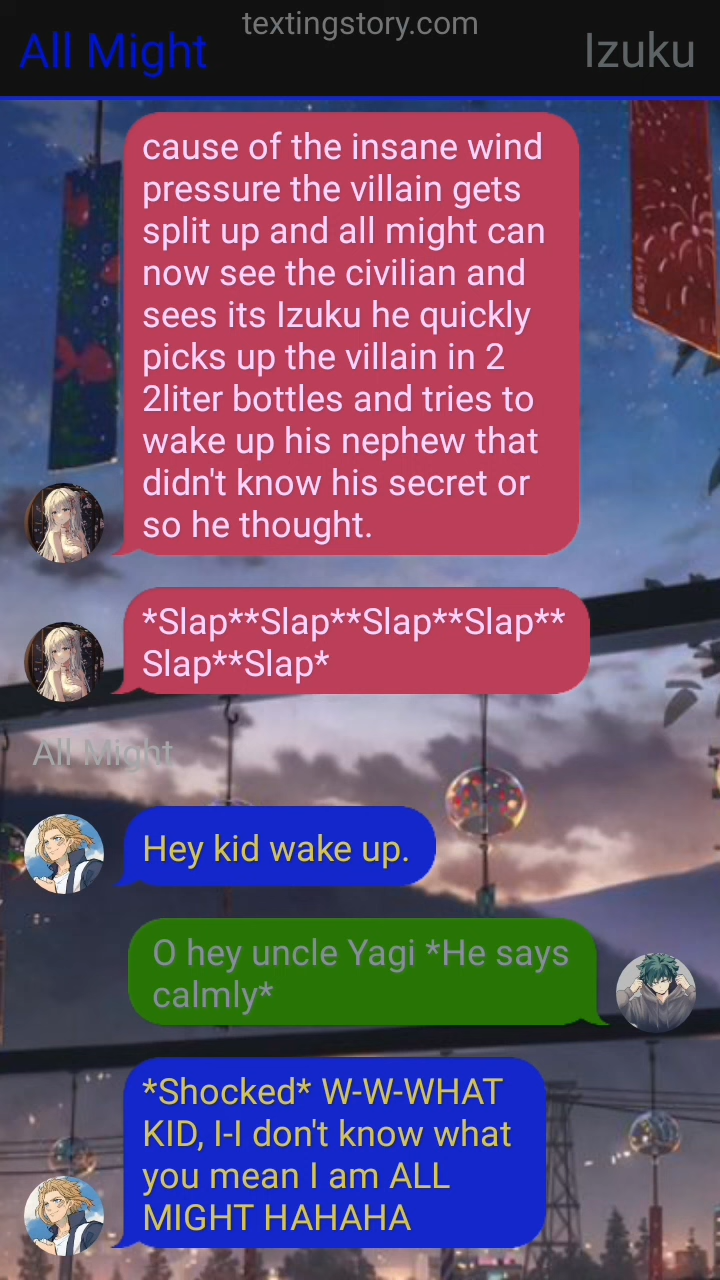 textingstory.com
All Might
Izuku
cause of the insane wind
pressure the villain gets
split up and all might can
now see the civilian and
sees its Izuku he quickly
picks up the villain in 2
2liter bottles and tries to
wake up his nephew that
didn't know his secret or
so he thought.
*Slap**Slap**Slap**Slap**
Slap**Slap*
All Might
Hey kid wake up.
O hey uncle Yagi *He says
calmly*
*Shocked* W-W-WHAT
KID, I-I don't know what
you mean I am ALL
MIGHT HAHAHA